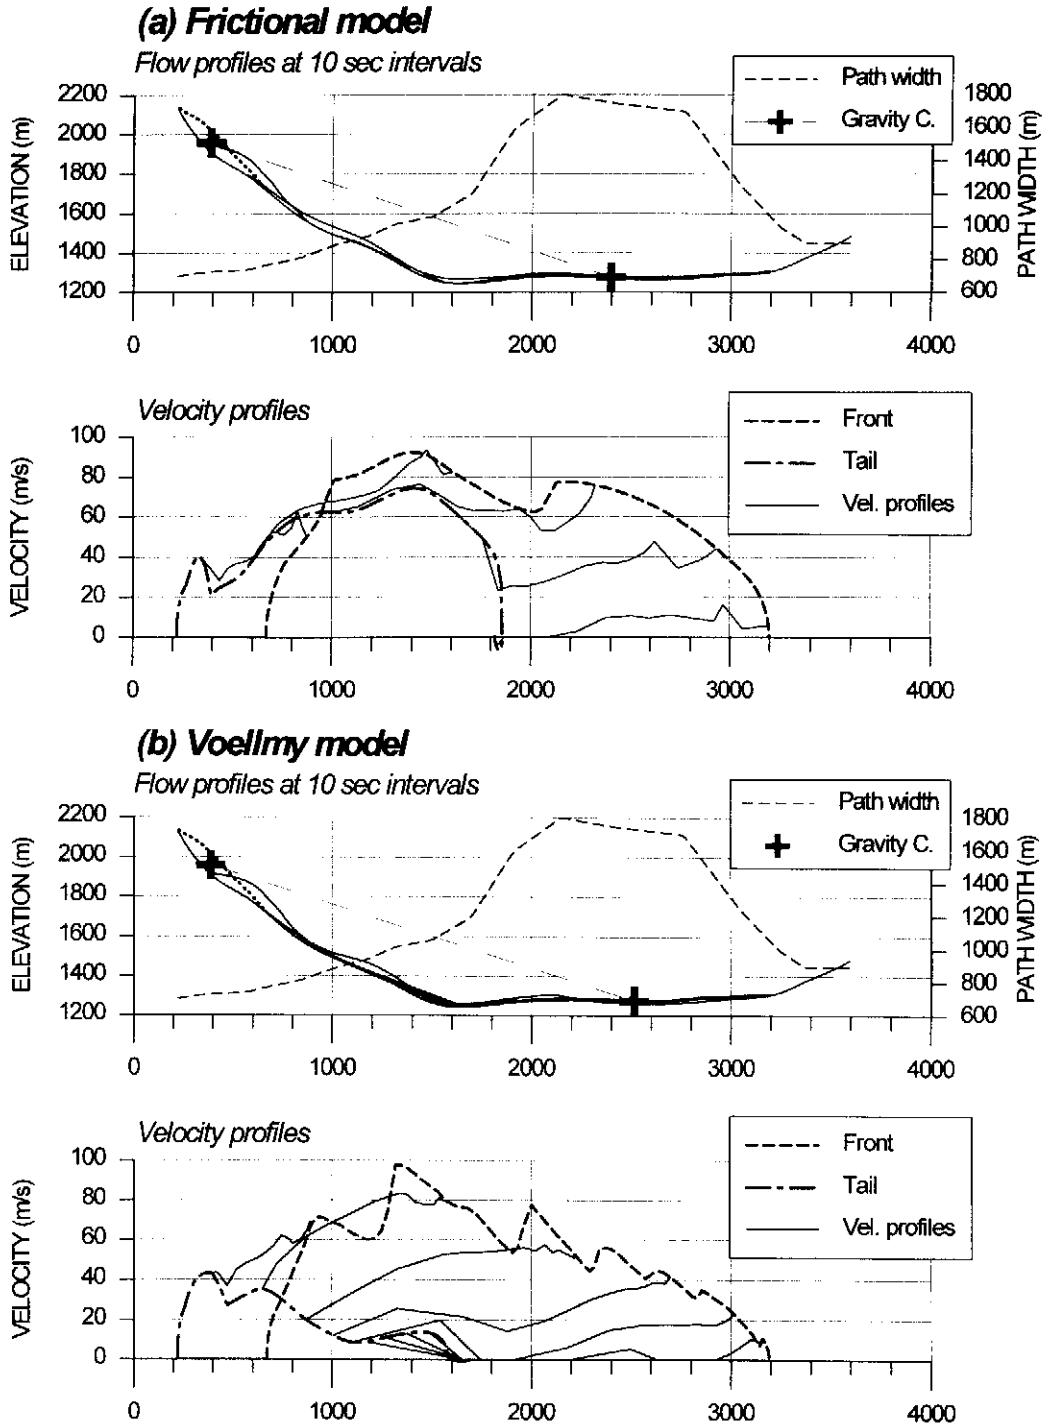 (a) Frictional model
Flow profiles at 10 sec intervals
Path width
Gravity C.
2200
2000
1800
1600
1400
1200
ELEVATION (m)
1800
1600
1400
1200
1000
800
600
PATH WIDTH (m)
0 1000 2000 3000 4000
Velocity profiles
Front
Tail
Vel. profiles
100
80
60
40
20
0
VELOCITY (m/s)
0 1000 2000 3000 4000
(b) Voellmy model
Flow profiles at 10 sec intervals
Path width
Gravity C.
2200
2000
1800
1600
1400
1200
ELEVATION (m)
1800
1600
1400
1200
1000
800
600
PATH WIDTH (m)
0 1000 2000 3000 4000
Velocity profiles
Front
Tail
Vel. profiles
100
80
60
40
20
0
VELOCITY (m/s)
0 1000 2000 3000 4000